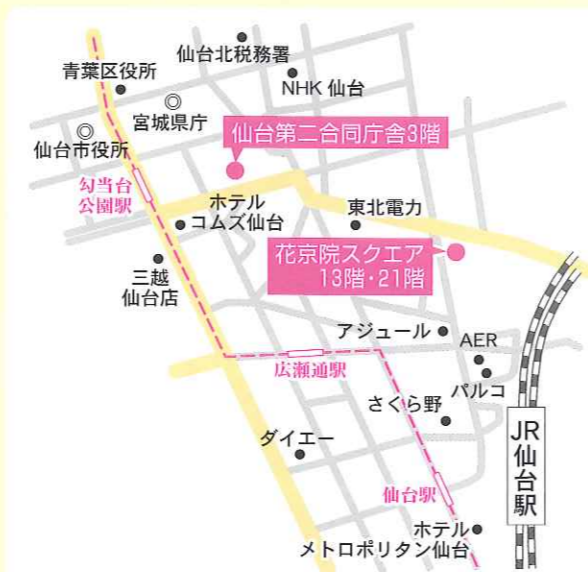 仙台北税務署
青葉区役所
NHK 仙台
宮城県庁
仙台市役所
仙台第二合同庁舎3階
勾当台
公園駅
ホテル
コムズ仙台
東北電力
花京院スクエア
13階・21階
三越
仙台店
アジュール
AER
広瀬通駅
パルコ
さくら野
ダイエー
JR仙台駅
仙台駅
ホテル
メトロポリタン仙台